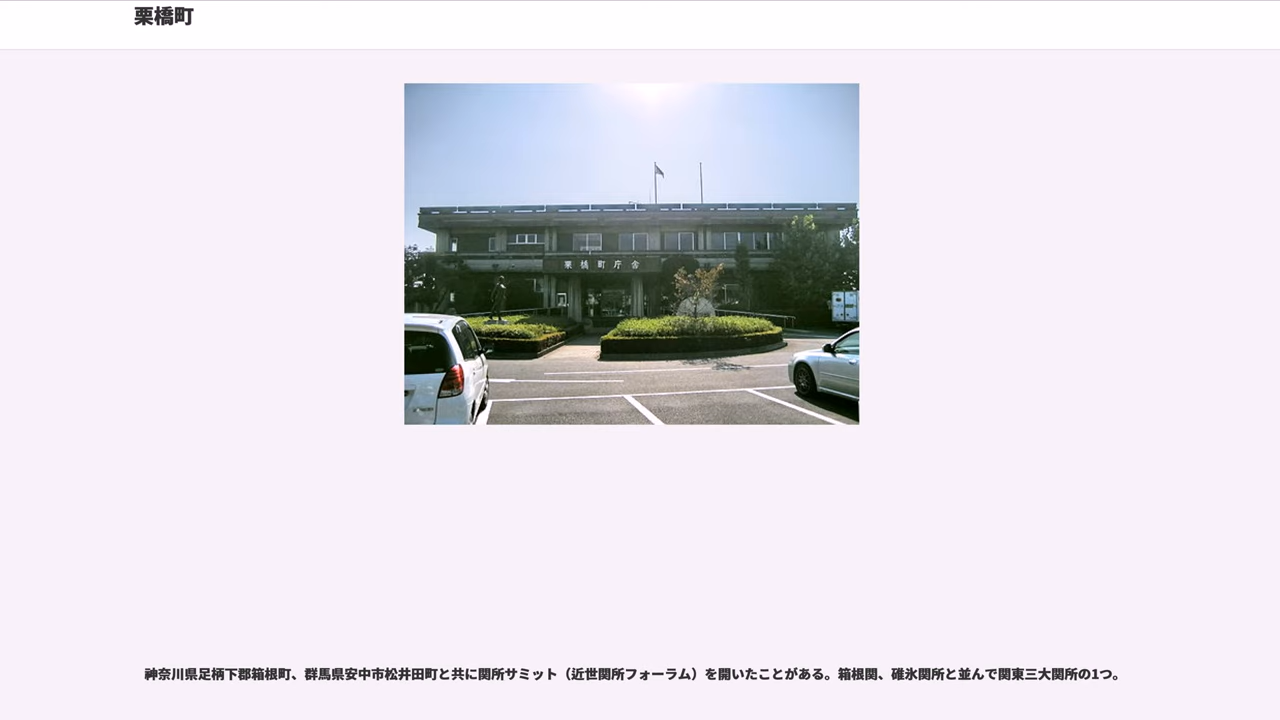 栗橋町
栗橋町庁舎
神奈川県足柄下郡箱根町、群馬県安中市松井田町と共に関所サミット（近世関所フォーラム）を開いたことがある。箱根関、碓氷関所と並んで関東三大関所の1つ。